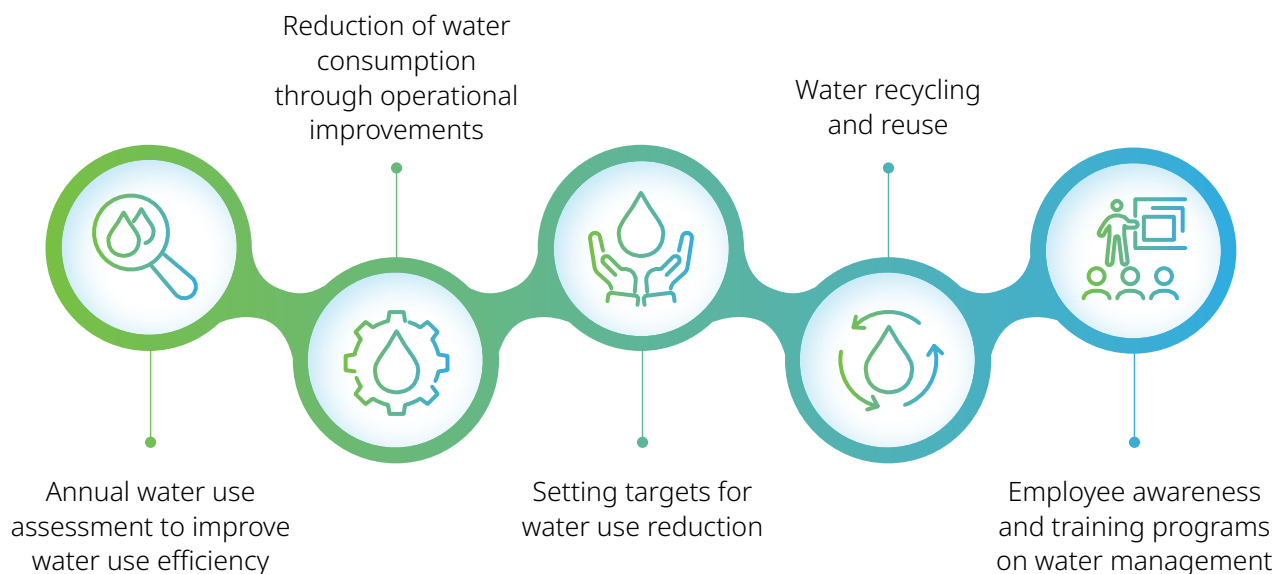 Annual water use
assessment to improve
water use efficiency
Reduction of water
consumption
through operational
improvements
Setting targets for
water use reduction
Water recycling
and reuse
Employee awareness
and training programs
on water management